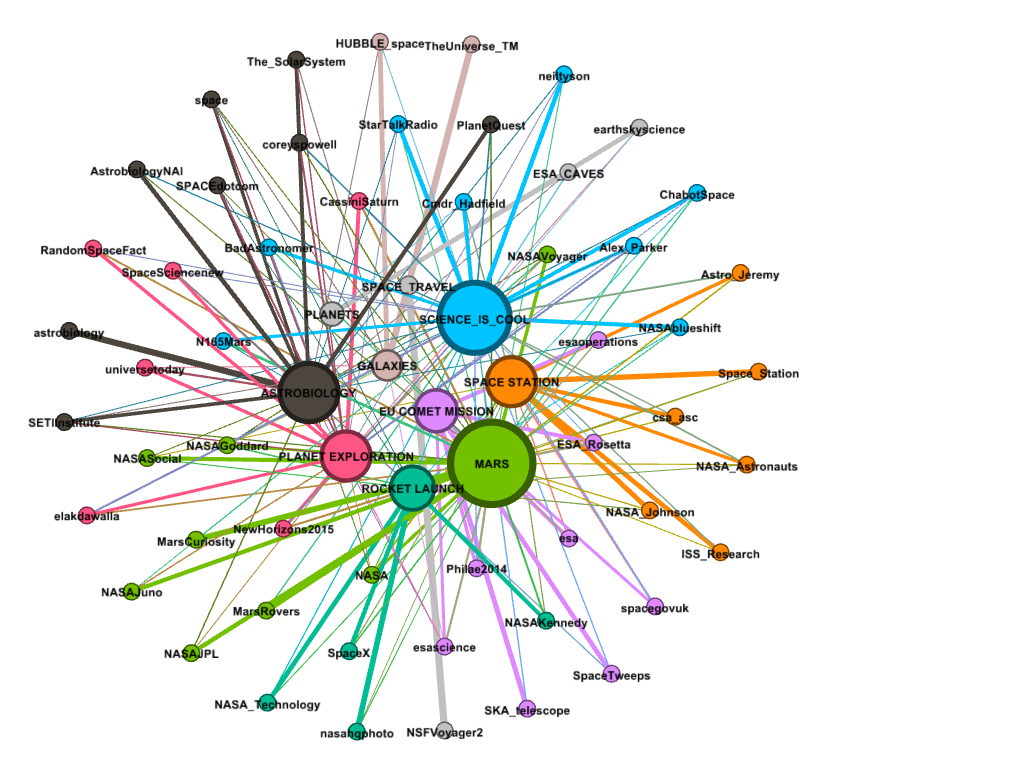 HUBBLE_space
TheUniverse_TM
The_SolarSystem
neiltyson
space
StarTalkRadio
PlanetQuest
earthskyscience
coreyspowell
AstrobiologyNAI
ESA_CAVES
SPACEdotcom
CassiniSaturn
Cmdr_Hadfield
ChabotSpace
RandomSpaceFact
BadAstronomer
Alex_Parker
NASAVoyager
SpaceSciencenew
Astro_Jeremy
SPACE_TRAVEL
PLANETS
SCIENCE_IS_COOL
NASAblueshift
astrobiology
N165Mars
esaoperations
universetoday
GALAXIES
Space_Station
SPACE STATION
ASTROBIOLOGY
EU COMET MISSION
csa_asc
SETIInstitute
NASAGoddard
ESA_Rosetta
NASASocial
PLANET EXPLORATION
MARS
NASA_Astronauts
ROCKET LAUNCH
elakdawalla
NASA_Johnson
NewHorizons2015
MarsCuriosity
esa
ISS_Research
NASA
Philae2014
NASAJuno
MarsRovers
spacegovuk
NASAKennedy
NASAJPL
SpaceX
esascience
SpaceTweeps
NASA_Technology
SKA_telescope
nasahqphoto
NSFVoyager2